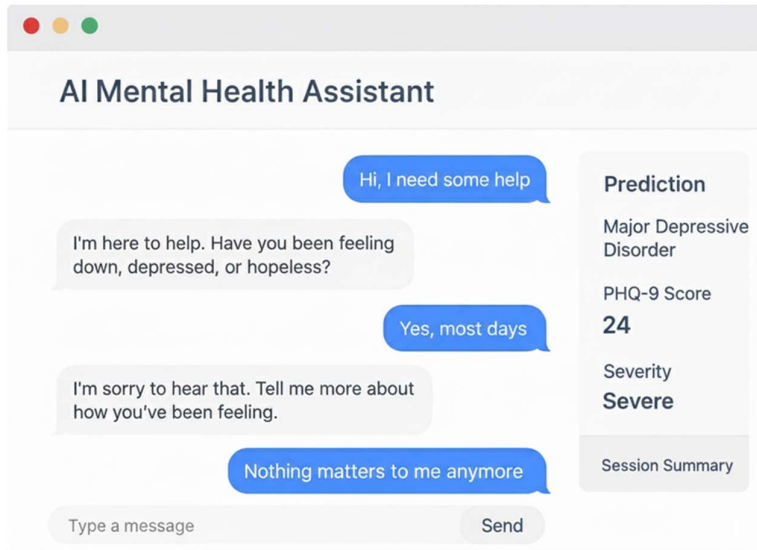 AI Mental Health Assistant
Hi, I need some help
I'm here to help. Have you been feeling
down, depressed, or hopeless?
Yes, most days
I'm sorry to hear that. Tell me more about
how you've been feeling.
Nothing matters to me anymore
Type a message
Send
Prediction
Major Depressive
Disorder
PHQ-9 Score
24
Severity
Severe
Session Summary